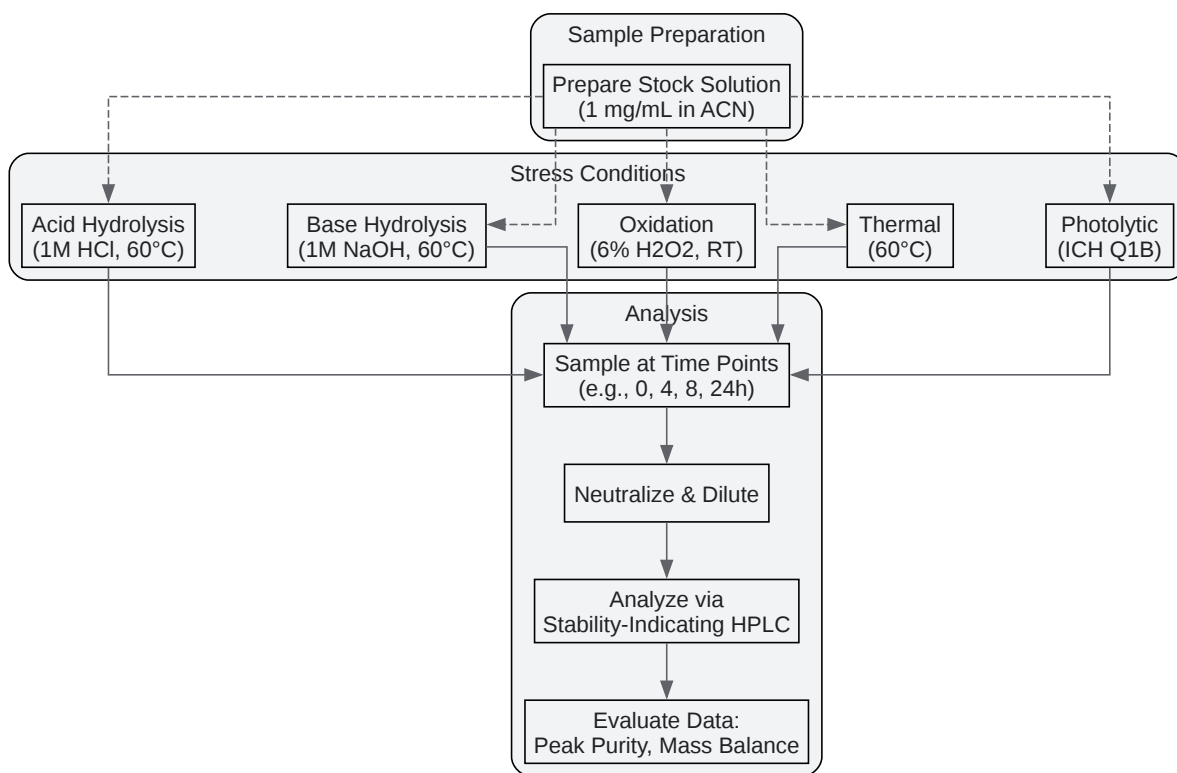 Sample Preparation
Prepare Stock Solution
(1 mg/mL in ACN)
Stress Conditions
Acid Hydrolysis
(1M HCl, 60°C)
Base Hydrolysis
(1M NaOH, 60°C)
Oxidation
(6% H2O2, RT)
Thermal
(60°C)
Photolytic
(ICH Q1B)
Analysis
Sample at Time Points
(e.g., 0, 4, 8, 24h)
Neutralize & Dilute
Analyze via
Stability-Indicating HPLC
Evaluate Data:
Peak Purity, Mass Balance